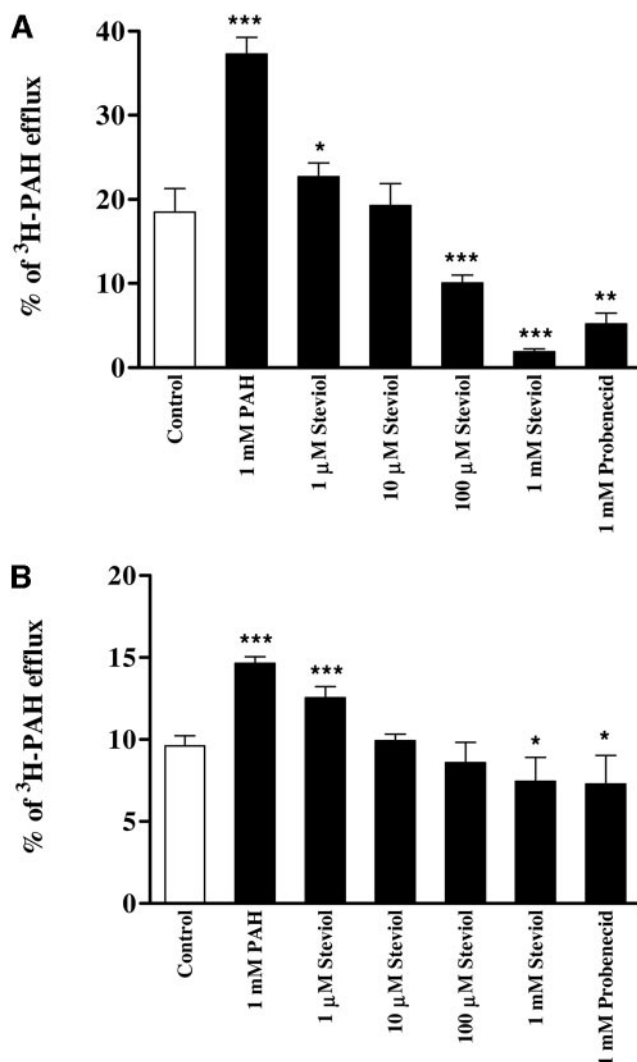 A
% of ³H-PAH efflux
40
30
20
10
0
***
*
***
***
**
Control
1 mM PAH
1 μM Steviol
10 μM Steviol
100 μM Steviol
1 mM Steviol
1 mM Probenecid
B
% of ³H-PAH efflux
20
15
10
5
0
***
***
*
*
Control
1 mM PAH
1 μM Steviol
10 μM Steviol
100 μM Steviol
1 mM Steviol
1 mM Probenecid